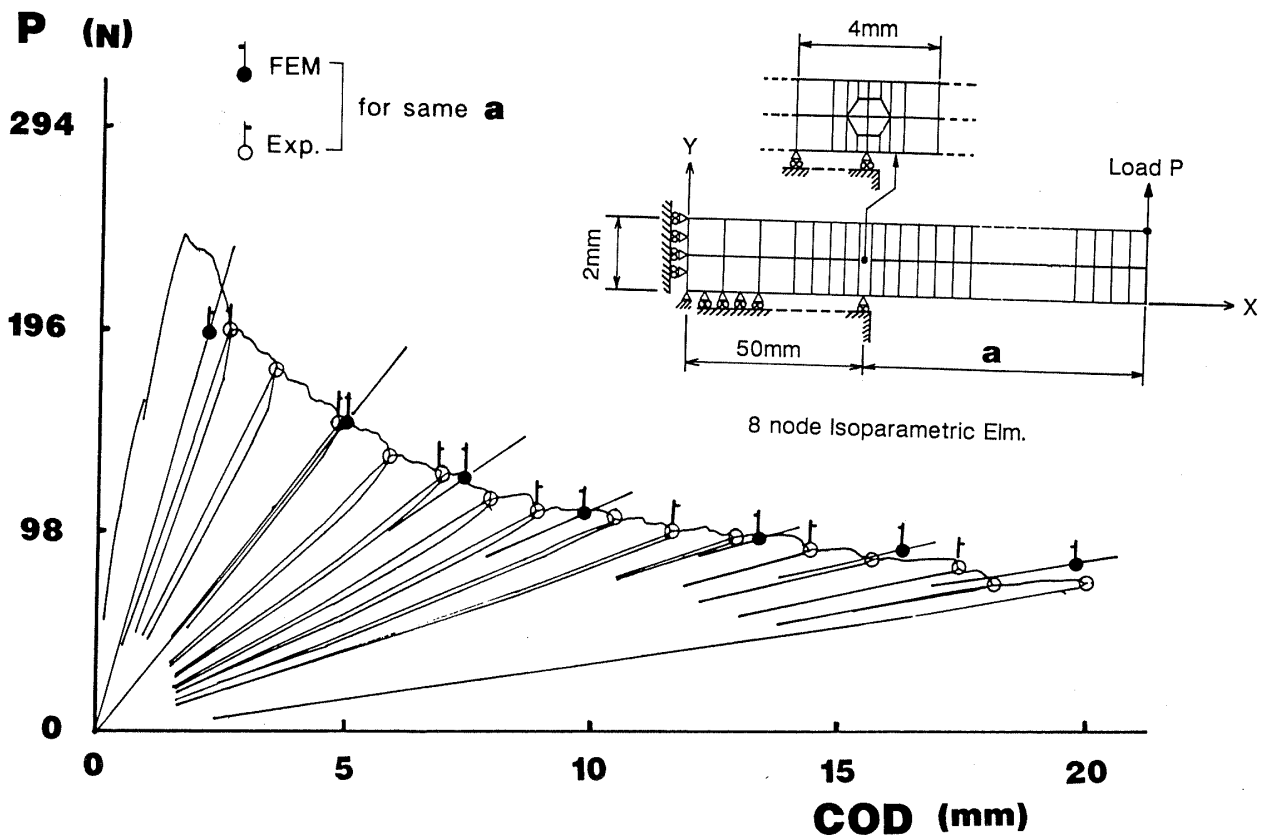 P (N)
FEM
for same a
Exp.
294
196
98
0
0
5
10
15
20
COD (mm)
4mm
Y
Load P
2mm
X
50mm
a
8 node Isoparametric Elm.